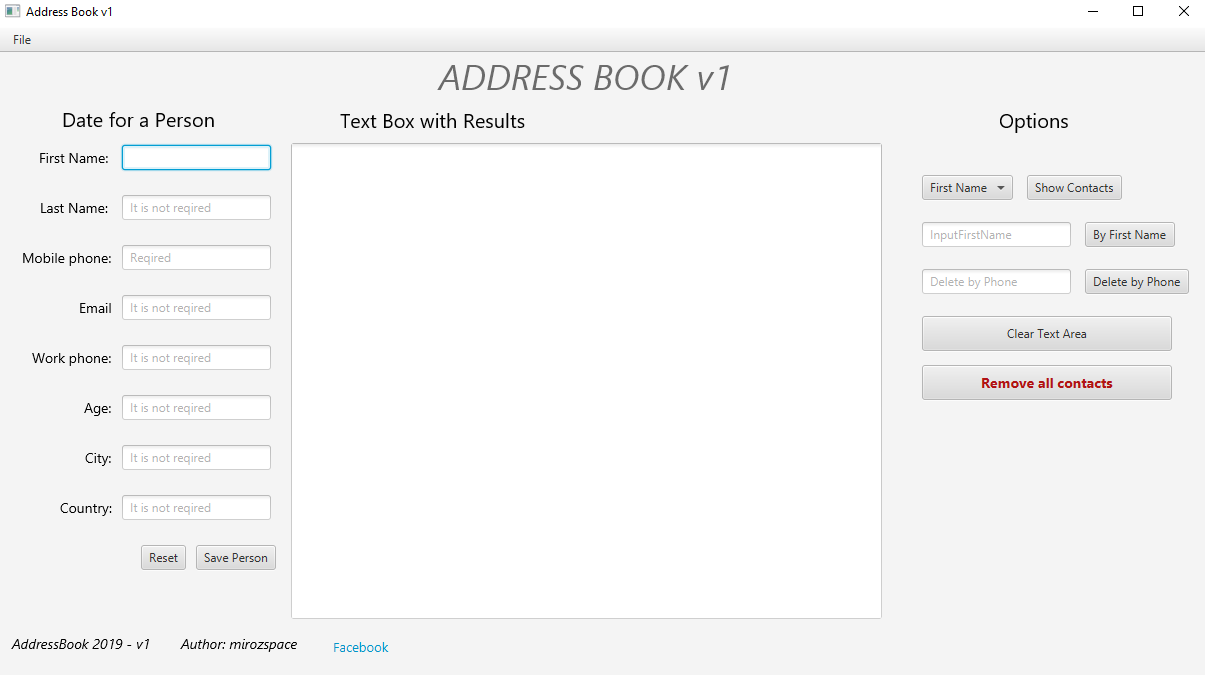 Address Book v1
File
ADDRESS BOOK v1
Date for a Person
First Name:
Last Name: It is not reqired
Mobile phone: Reqired
Email It is not reqired
Work phone: It is not reqired
Age: It is not reqired
City: It is not reqired
Country: It is not reqired
Reset Save Person
Text Box with Results
Options
First Name Show Contacts
InputFirstName By First Name
Delete by Phone Delete by Phone
Clear Text Area
Remove all contacts
AddressBook 2019 - v1 Author: mirozspace Facebook